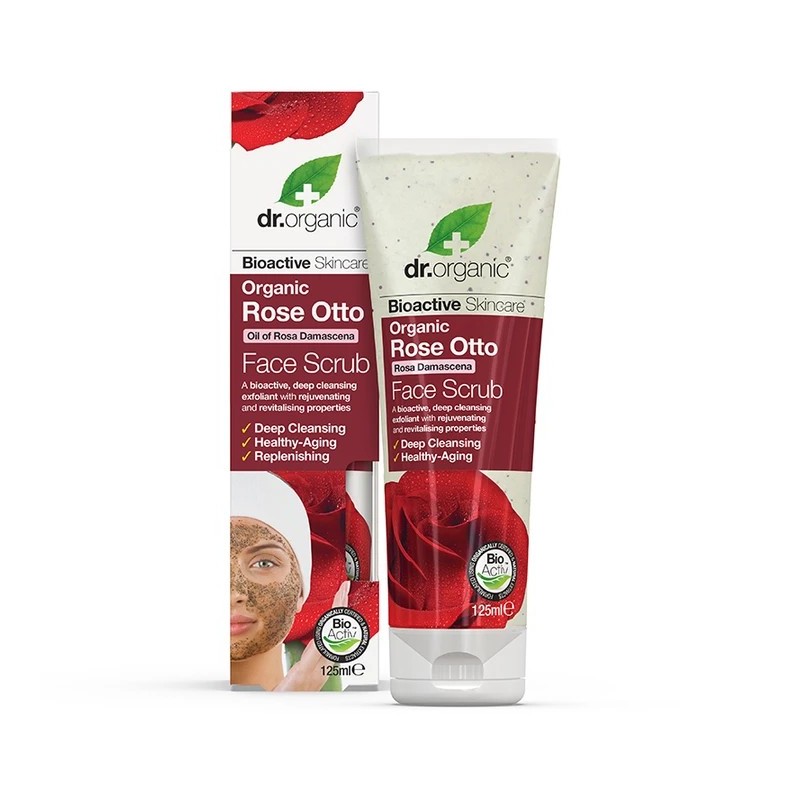 dr.organic®
Bioactive Skincare
Organic
Rose Otto
Oil of Rosa Damascena
Face Scrub
A bioactive, deep cleansing
exfoliant with rejuvenating
and revitalising properties
✓ Deep Cleansing
✓ Healthy-Aging
✓ Replenishing
Bio
Activ
125ml℮
dr.organic®
Bioactive Skincare®
Organic
Rose Otto
Rosa Damascena
Face Scrub
A bioactive, deep cleansing
exfoliant with rejuvenating
and revitalising properties
✓ Deep Cleansing
✓ Healthy-Aging
Bio
Activ
125ml℮